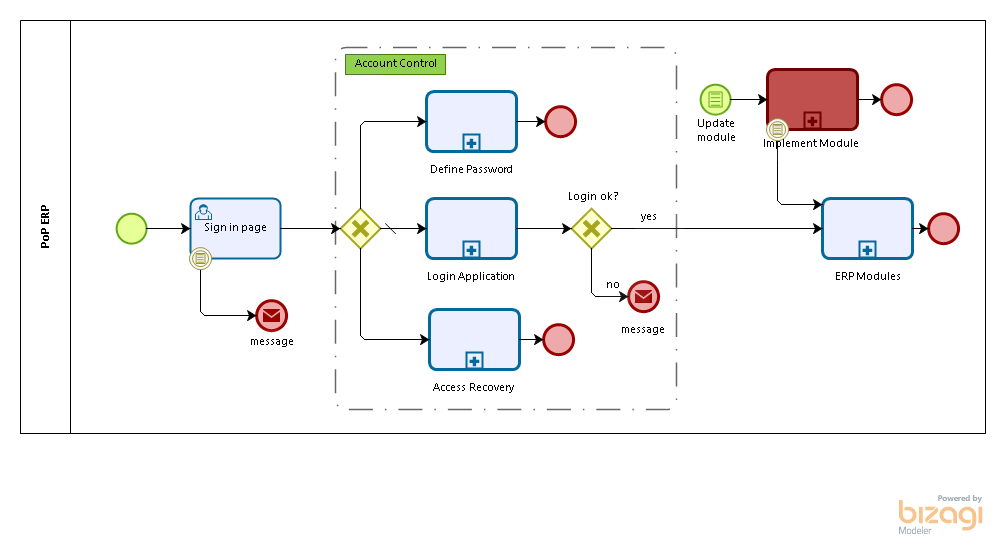 PoP ERP
Account Control
Define Password
Sign in page
message
Login Application
Login ok?
yes
no
message
Access Recovery
Update
module
Implement Module
ERP Modules
Powered by
bizagi
Modeler